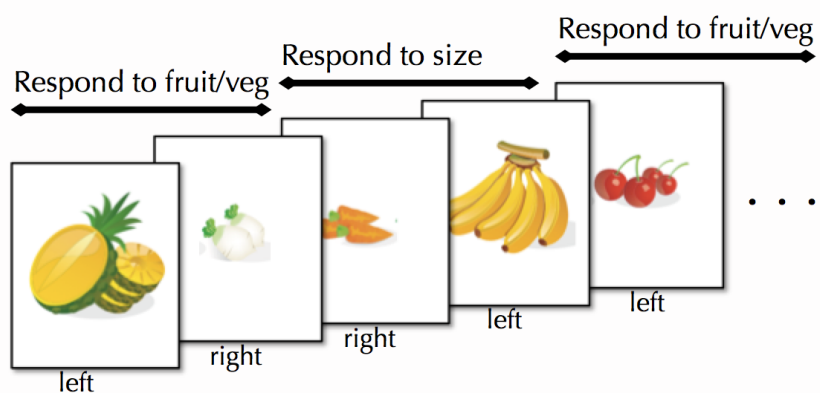 Respond to fruit/veg
Respond to size
Respond to fruit/veg
left
right
right
left
left
. . .